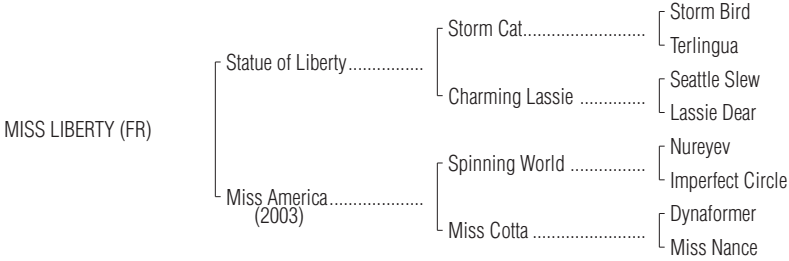 Storm Bird
Storm Cat..........................
Terlingua
Statue of Liberty................
Seattle Slew
Charming Lassie ..............
Lassie Dear
MISS LIBERTY (FR)
Nureyev
Spinning World ................
Imperfect Circle
Miss America....................
(2003)
Dynaformer
Miss Cotta ........................
Miss Nance